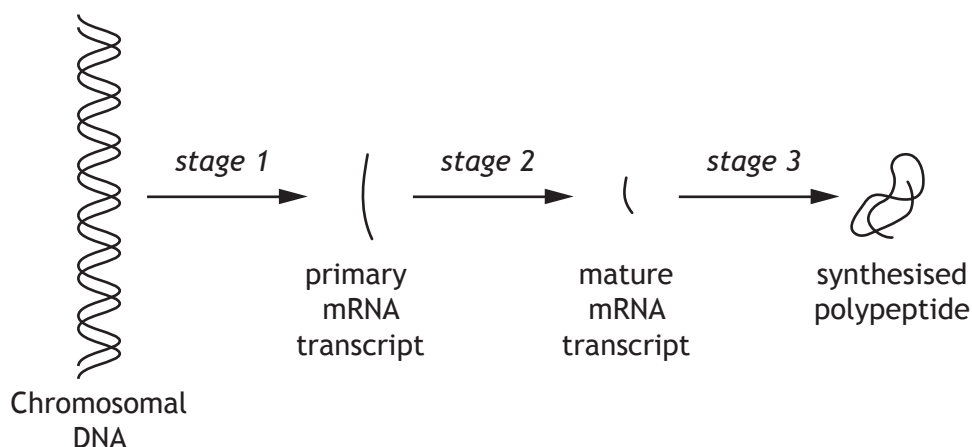 stage 1
stage 2
stage 3
primary
mRNA
transcript
mature
mRNA
transcript
synthesised
polypeptide
Chromosomal
DNA